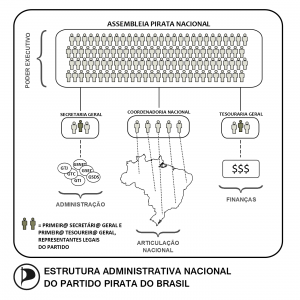 ASSEMBLEIA PIRATA NACIONAL
PODER EXECUTIVO
SECRETARIA GERAL
COORDENADORIA NACIONAL
TESOURARIA GERAL
$$$
ADMINISTRAÇÃO
FINANÇAS
ARTICULAÇÃO
NACIONAL
= PRIMEIR@ SECRETÁRI@ GERAL E
PRIMEIR@ TESOUREIR@ GERAL,
REPRESENTANTES LEGAIS
DO PARTIDO
ESTRUTURA ADMINISTRATIVA NACIONAL
DO PARTIDO PIRATA DO BRASIL